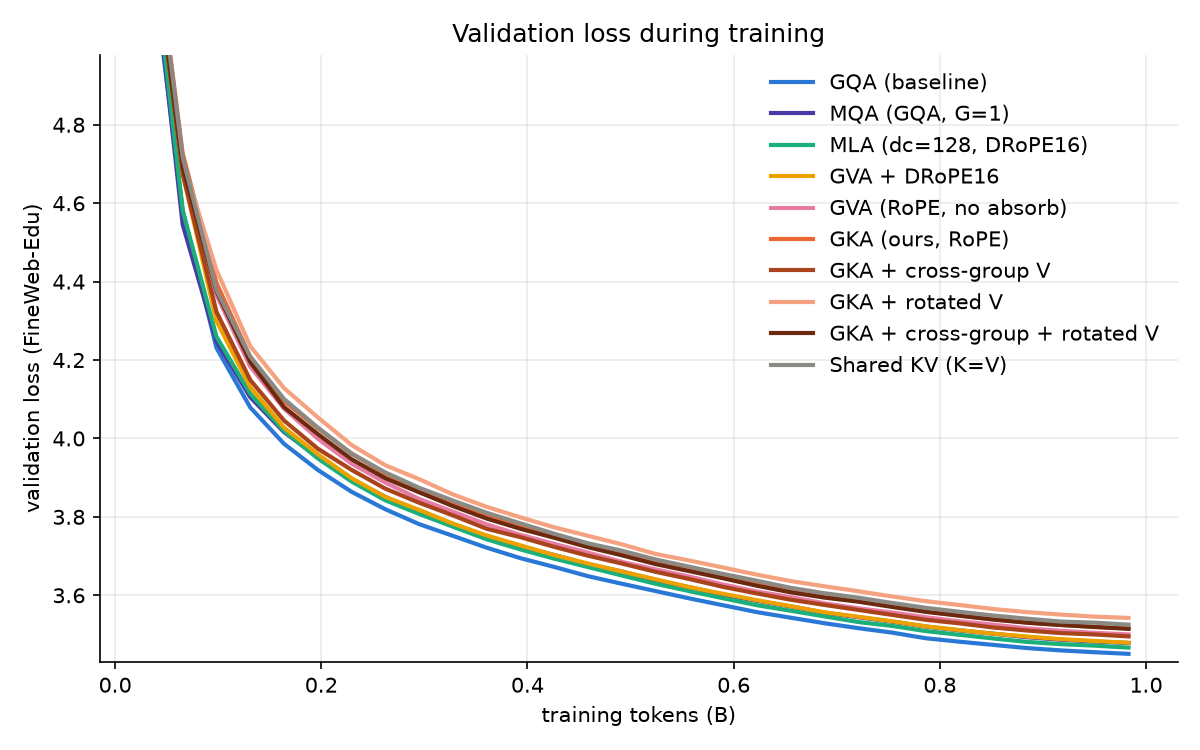 Validation loss during training
validation loss (FineWeb-Edu)
4.8
4.6
4.4
4.2
4.0
3.8
3.6
GQA (baseline)
MQA (GQA, G=1)
MLA (dc=128, DRoPE16)
GVA + DRoPE16
GVA (RoPE, no absorb)
GKA (ours, RoPE)
GKA + cross-group V
GKA + rotated V
GKA + cross-group + rotated V
Shared KV (K=V)
0.0 0.2 0.4 0.6 0.8 1.0
training tokens (B)